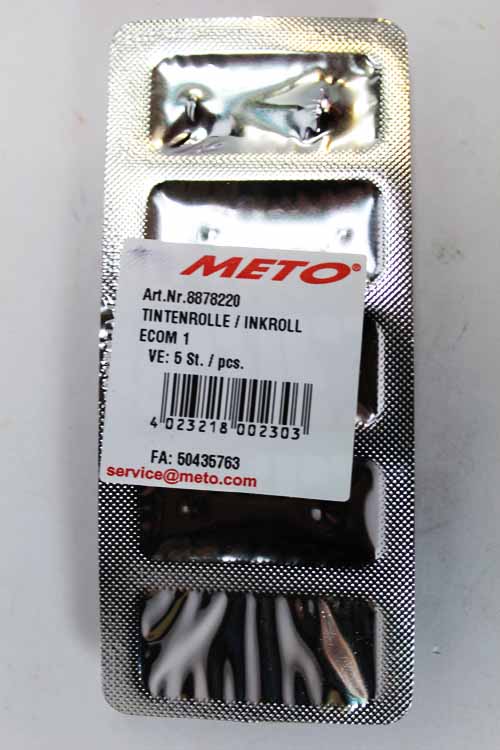 METO®
Art.Nr.8878220
TINTENROLLE / INKROLL
ECOM 1
VE: 5 St. / pcs.
4 023218 002303
FA: 50435763
service@meto.com